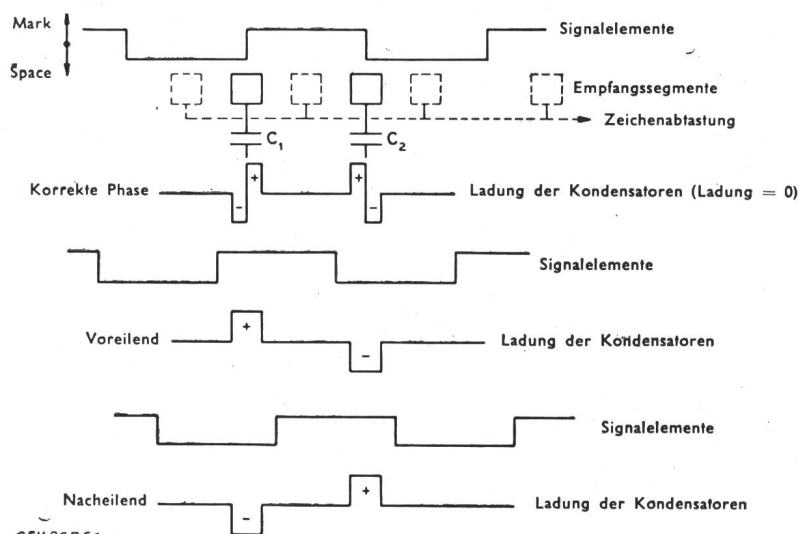 Mark
Signalelemente
Space
Empfangssegmente
Zeichenabtastung
C1
C2
+ +
Korrekte Phase
Ladung der Kondensatoren (Ladung = 0)
- -
Signalelemente
+
Voreilend
Ladung der Kondensatoren
-
Signalelemente
+
Nacheilend
Ladung der Kondensatoren
-